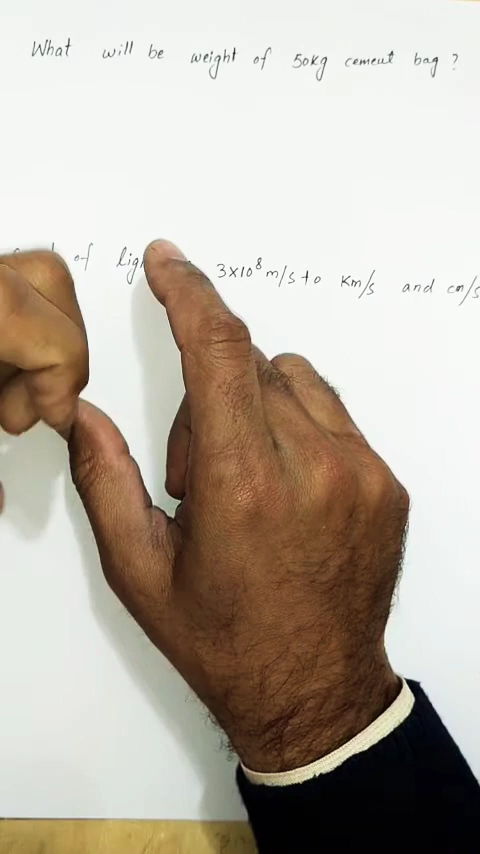 What will be weight of 50kg cement bag ?
of 3x10⁸ m/s to Km/s and cm/s